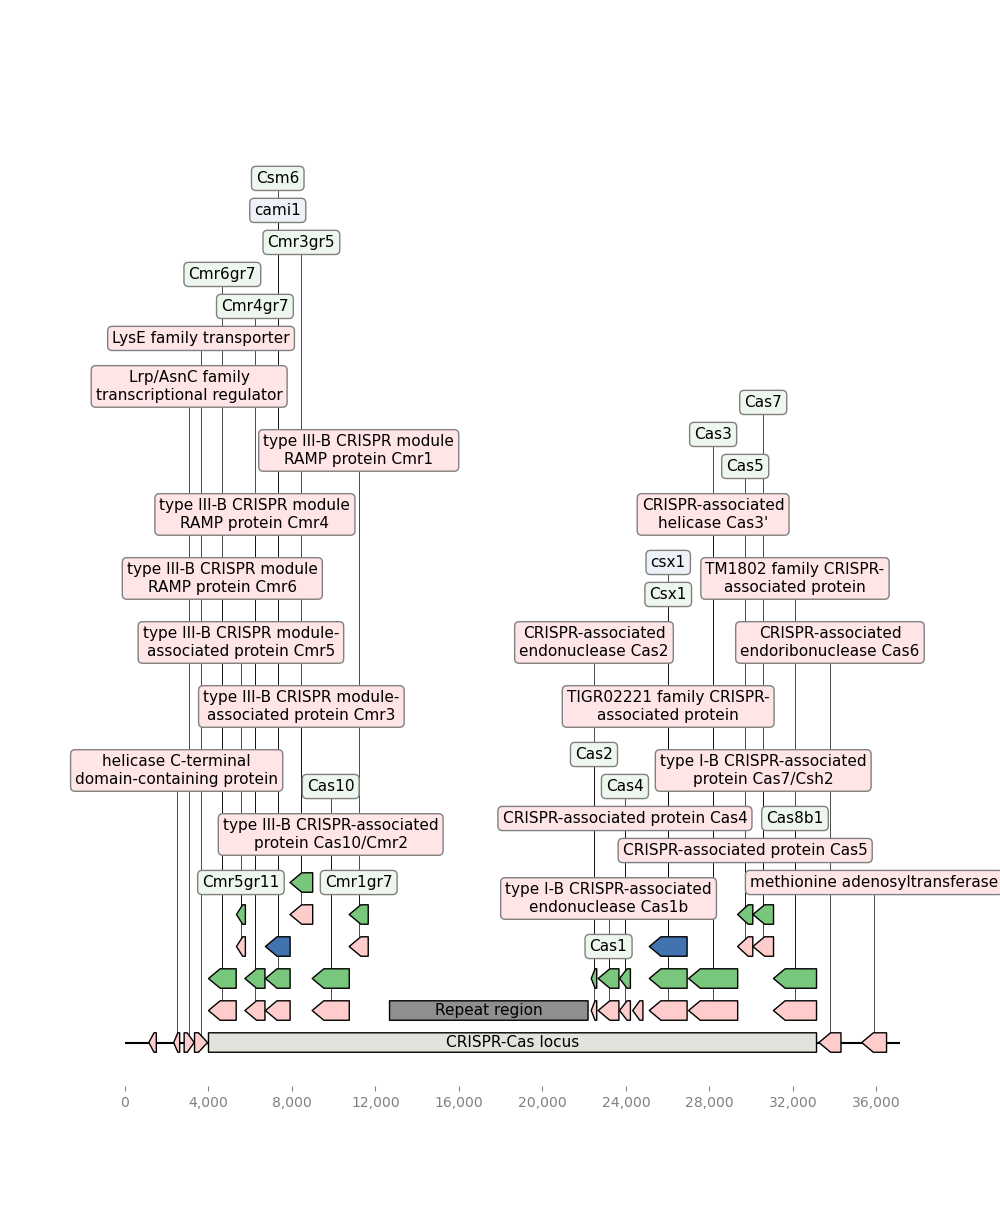 Csm6
cami1
Cmr3gr5
Cmr6gr7
Cmr4gr7
LysE family transporter
Lrp/AsnC family
transcriptional regulator
Cas7
Cas3
type III-B CRISPR module
RAMP protein Cmr1
Cas5
type III-B CRISPR module
RAMP protein Cmr4
CRISPR-associated
helicase Cas3'
csx1
type III-B CRISPR module
RAMP protein Cmr6
TM1802 family CRISPR-
associated protein
Csx1
type III-B CRISPR module-
associated protein Cmr5
CRISPR-associated
endonuclease Cas2
CRISPR-associated
endoribonuclease Cas6
type III-B CRISPR module-
associated protein Cmr3
TIGR02221 family CRISPR-
associated protein
Cas2
helicase C-terminal
domain-containing protein
type I-B CRISPR-associated
protein Cas7/Csh2
Cas10
Cas4
CRISPR-associated protein Cas4
Cas8b1
type III-B CRISPR-associated
protein Cas10/Cmr2
CRISPR-associated protein Cas5
Cmr5gr11
Cmr1gr7
methionine adenosyltransferase
type I-B CRISPR-associated
endonuclease Cas1b
Cas1
Repeat region
CRISPR-Cas locus
0
4,000
8,000
12,000
16,000
20,000
24,000
28,000
32,000
36,000